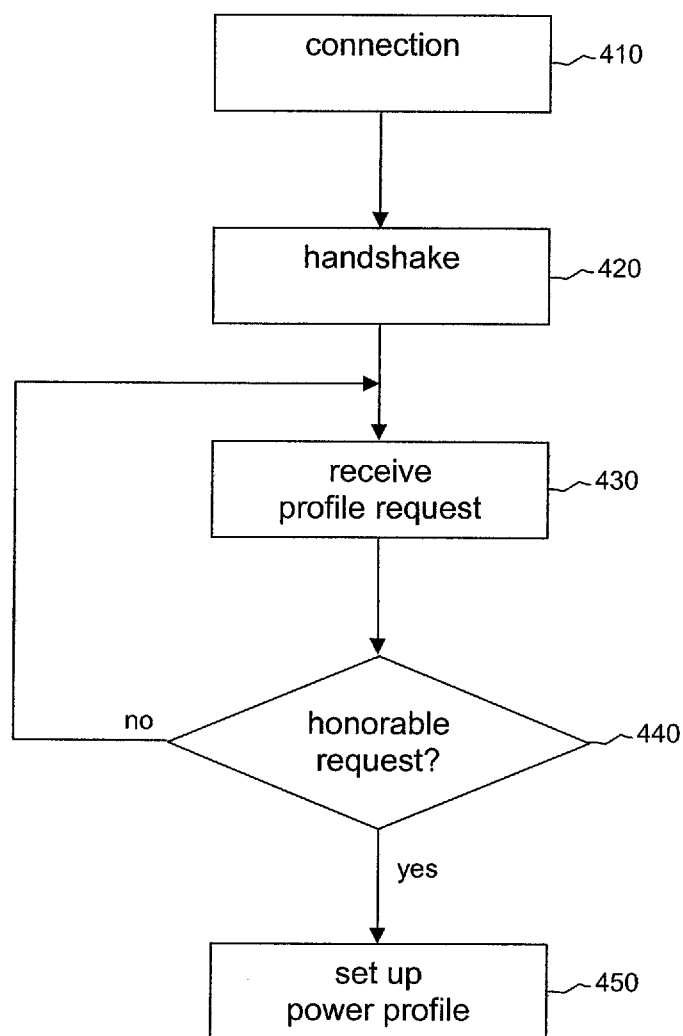 connection
410
handshake
420
receive
profile request
430
no
honorable
request?
440
yes
set up
power profile
450